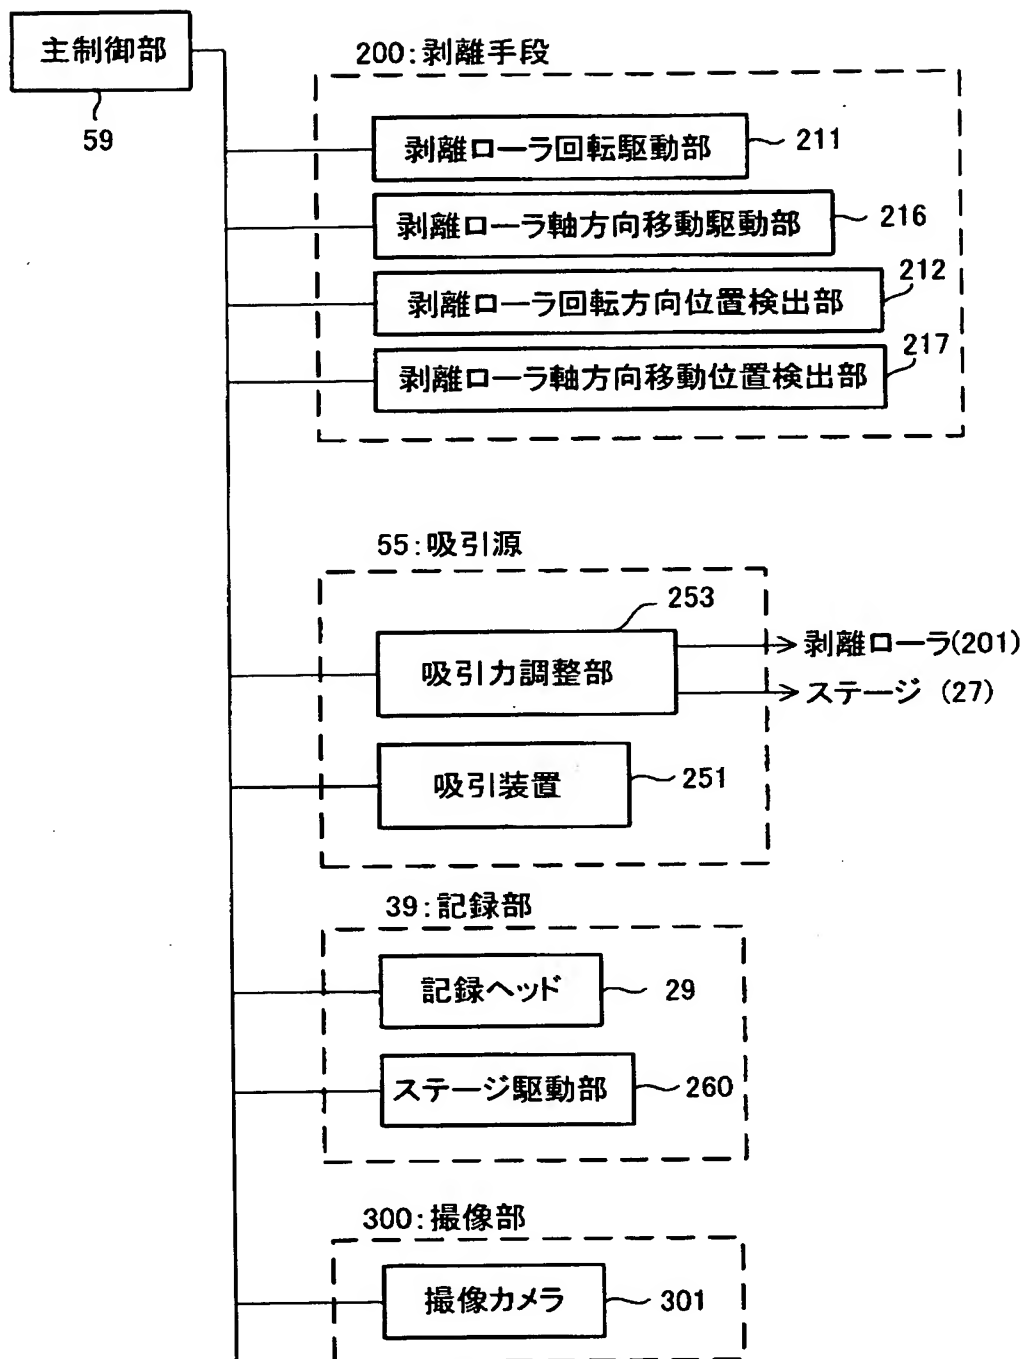 主制御部
59
200:剥離手段
剥離ローラ回転駆動部
211
剥離ローラ軸方向移動駆動部
216
剥離ローラ回転方向位置検出部
212
剥離ローラ軸方向移動位置検出部
217
55:吸引源
253
吸引力調整部
剥離ローラ(201)
ステージ (27)
吸引装置
251
39:記録部
記録ヘッド
29
ステージ駆動部
260
300:撮像部
撮像カメラ
301